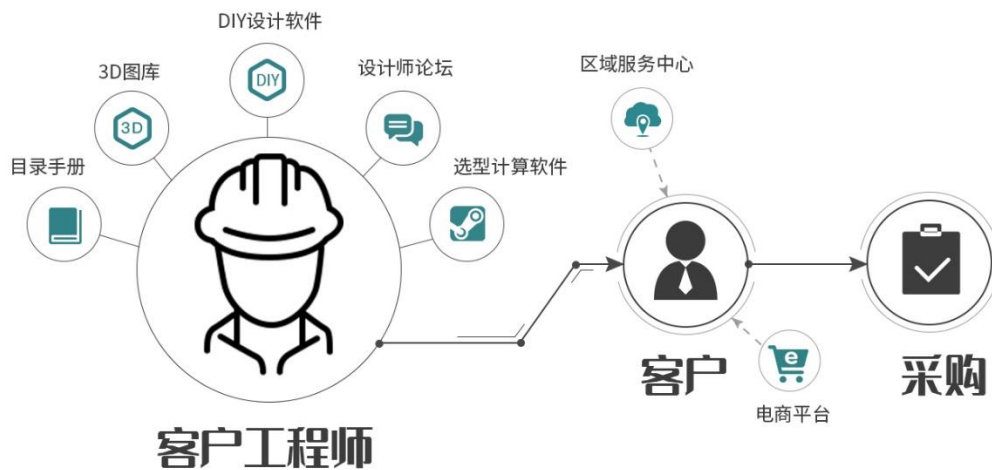 DIY设计软件
DIY
3D图库
3D
设计师论坛
目录手册
选型计算软件
区域服务中心
客户
采购
e
电商平台
客户工程师